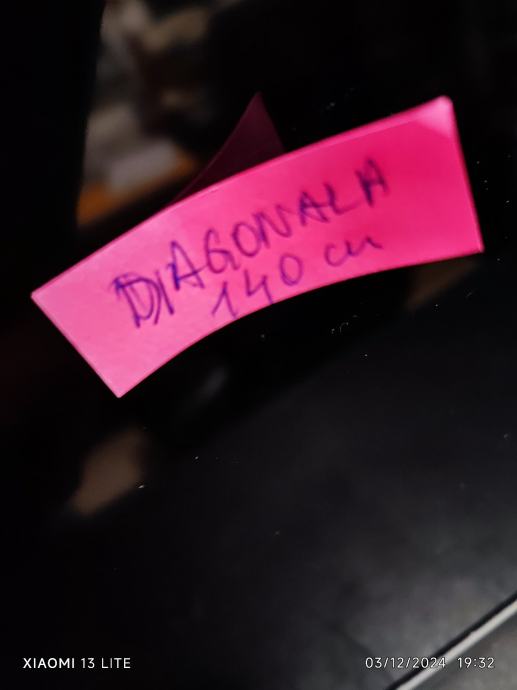 DIAGONALA
140 cm
XIAOMI 13 LITE
03/12/2024 19:32